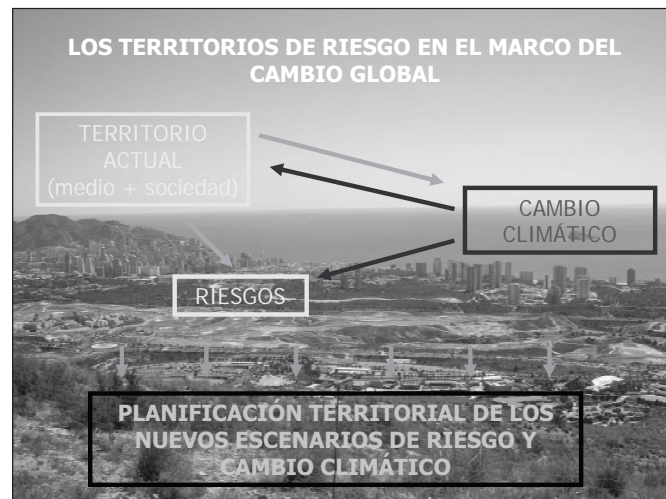 LOS TERRITORIOS DE RIESGO EN EL MARCO DEL
CAMBIO GLOBAL
TERRITORIO
ACTUAL
(medio + sociedad)
CAMBIO
CLIMÁTICO
RIESGOS
PLANIFICACIÓN TERRITORIAL DE LOS
NUEVOS ESCENARIOS DE RIESGO Y
CAMBIO CLIMÁTICO